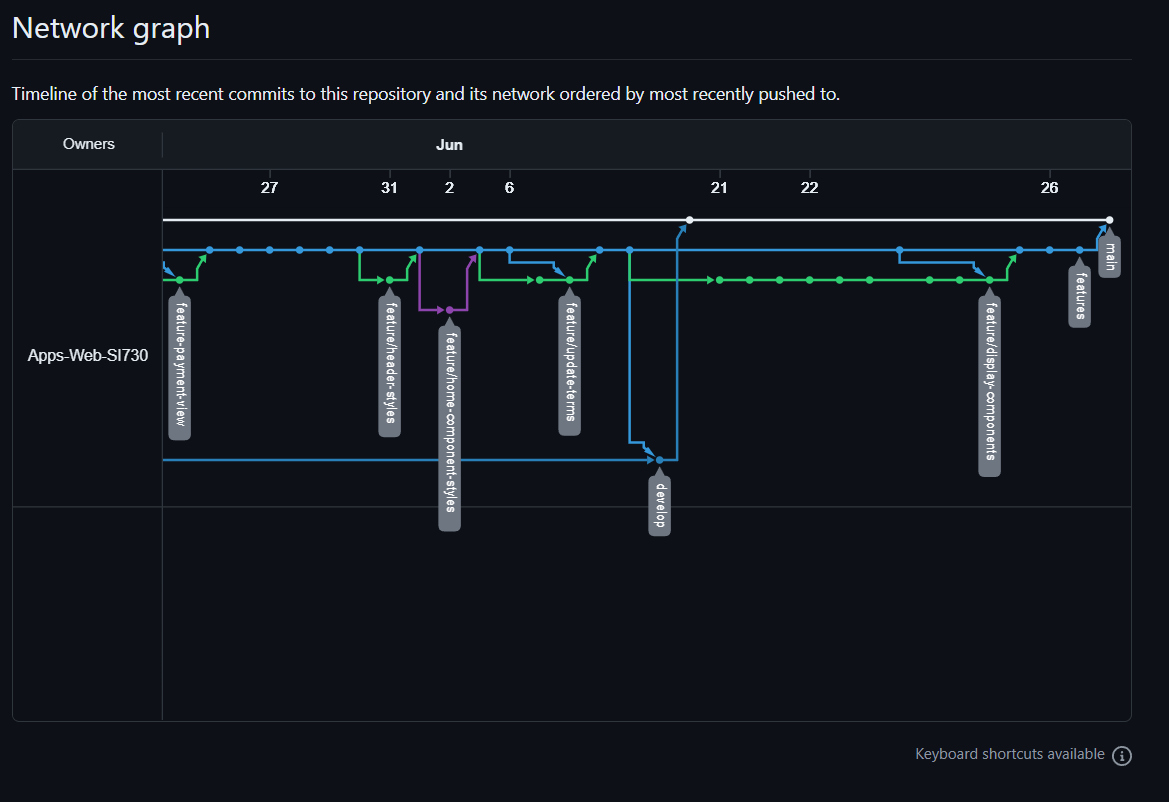 Network graph
Timeline of the most recent commits to this repository and its network ordered by most recently pushed to.
Owners
Jun
27
31
2
6
21
22
26
main
features
Apps-Web-SI730
feature-payment-view
feature/header-styles
feature/home-component-styles
feature/update-terms
feature/display-components
develop
Keyboard shortcuts available